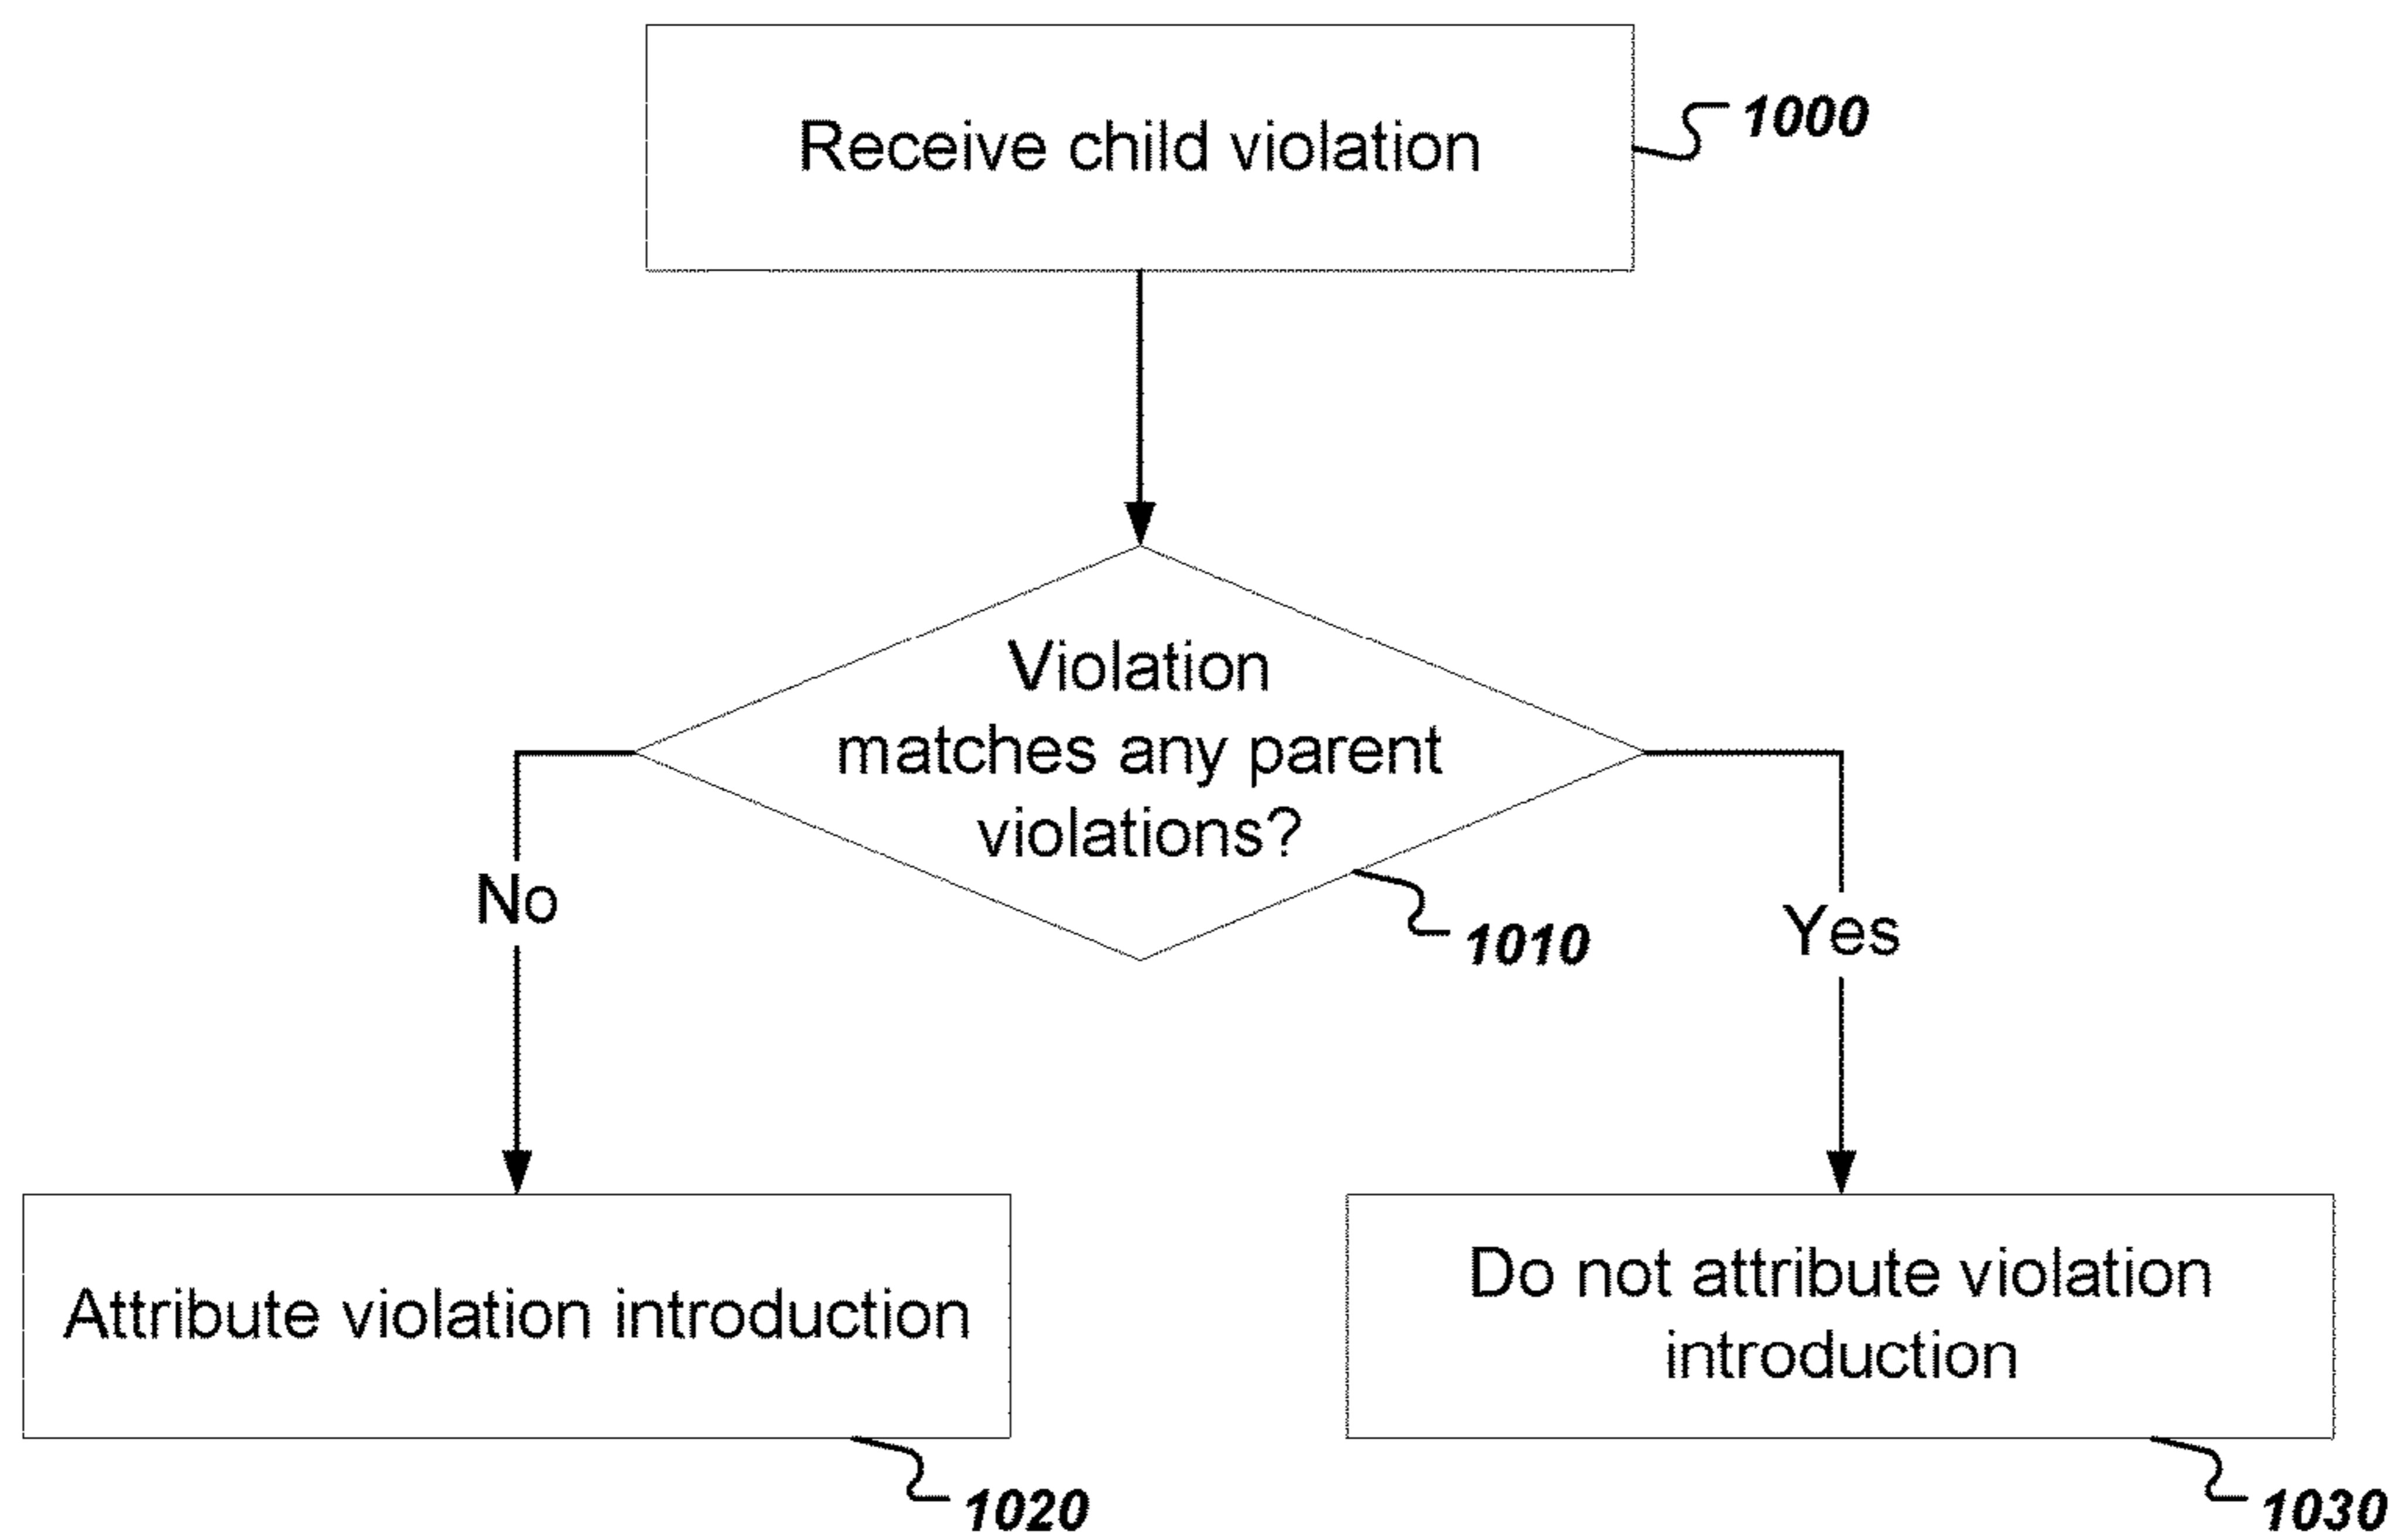 Receive child violation
1000
Violation
matches any parent
violations?
1010
No
Yes
Attribute violation introduction
1020
Do not attribute violation
introduction
1030